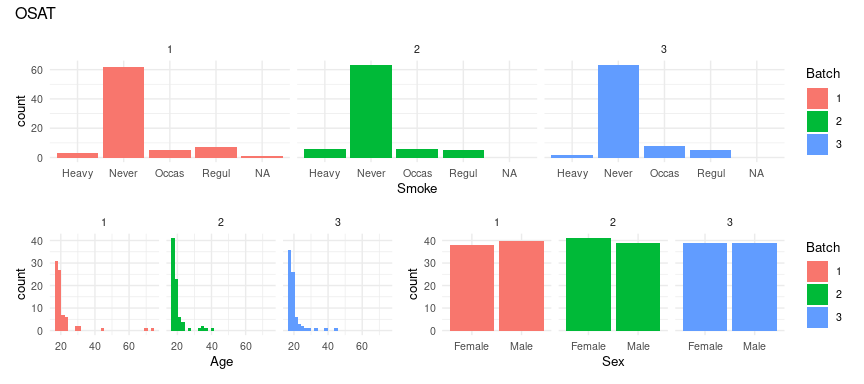 OSAT
1 2 3
60
40
20
0
count
Heavy Never Occas Regul NA Heavy Never Occas Regul NA Heavy Never Occas Regul NA
Smoke
Batch
1
2
3
1 2 3
40
30
20
10
0
count
20 40 60 20 40 60 20 40 60
Age
1 2 3
40
30
20
10
0
count
Female Male Female Male Female Male
Sex
Batch
1
2
3